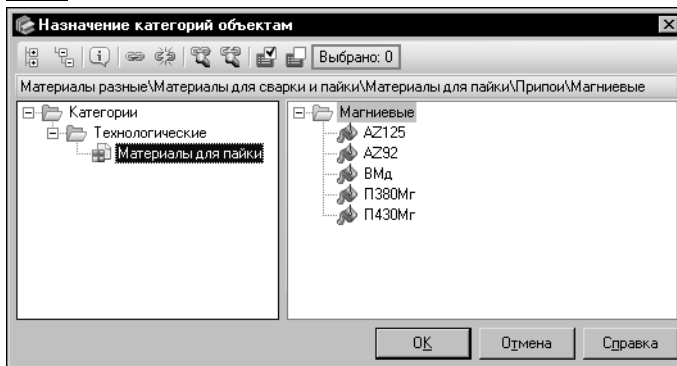 Назначение категорий объектам
Выбрано: 0
Материалы разные\Материалы для сварки и пайки\Материалы для пайки\Припои\Магниевые
Категории
Технологические
Материалы для пайки
Магниевые
AZ125
AZ92
ВМд
П380Мг
П430Мг
OK
Отмена
Справка